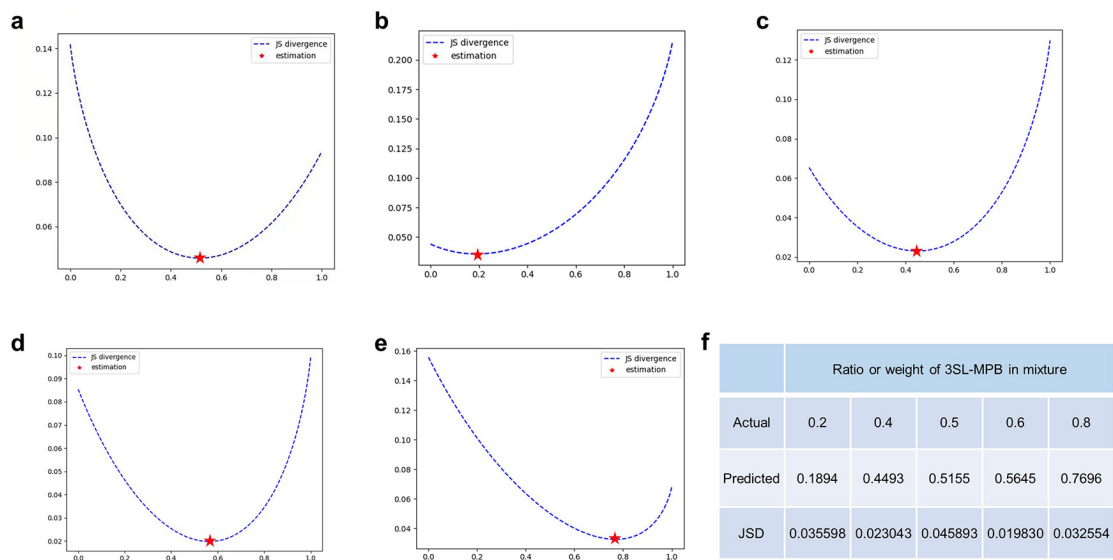 a
JS divergence
estimation
0.14
0.12
0.10
0.08
0.06
0.0 0.2 0.4 0.6 0.8 1.0
b
JS divergence
estimation
0.200
0.175
0.150
0.125
0.100
0.075
0.050
0.0 0.2 0.4 0.6 0.8 1.0
c
JS divergence
estimation
0.12
0.10
0.08
0.06
0.04
0.02
0.0 0.2 0.4 0.6 0.8 1.0
d
JS divergence
estimation
0.10
0.09
0.08
0.07
0.06
0.05
0.04
0.03
0.02
0.0 0.2 0.4 0.6 0.8 1.0
e
JS divergence
estimation
0.16
0.14
0.12
0.10
0.08
0.06
0.04
0.0 0.2 0.4 0.6 0.8 1.0
f
Ratio or weight of 3SL-MPB in mixture
Actual 0.2 0.4 0.5 0.6 0.8
Predicted 0.1894 0.4493 0.5155 0.5645 0.7696
JSD 0.035598 0.023043 0.045893 0.019830 0.032554